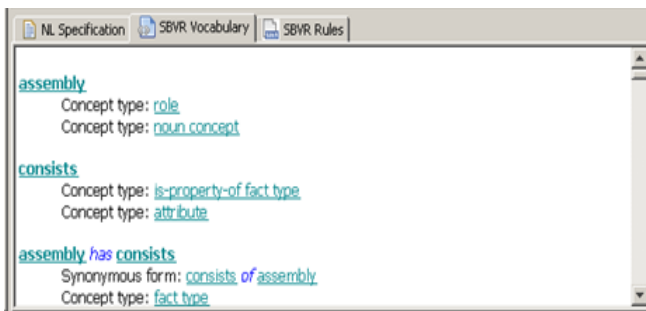 NL Specification SBVR Vocabulary SBVR Rules
assembly
Concept type: role
Concept type: noun concept
consists
Concept type: is-property-of fact type
Concept type: attribute
assembly has consists
Synonymous form: consists of assembly
Concept type: fact type